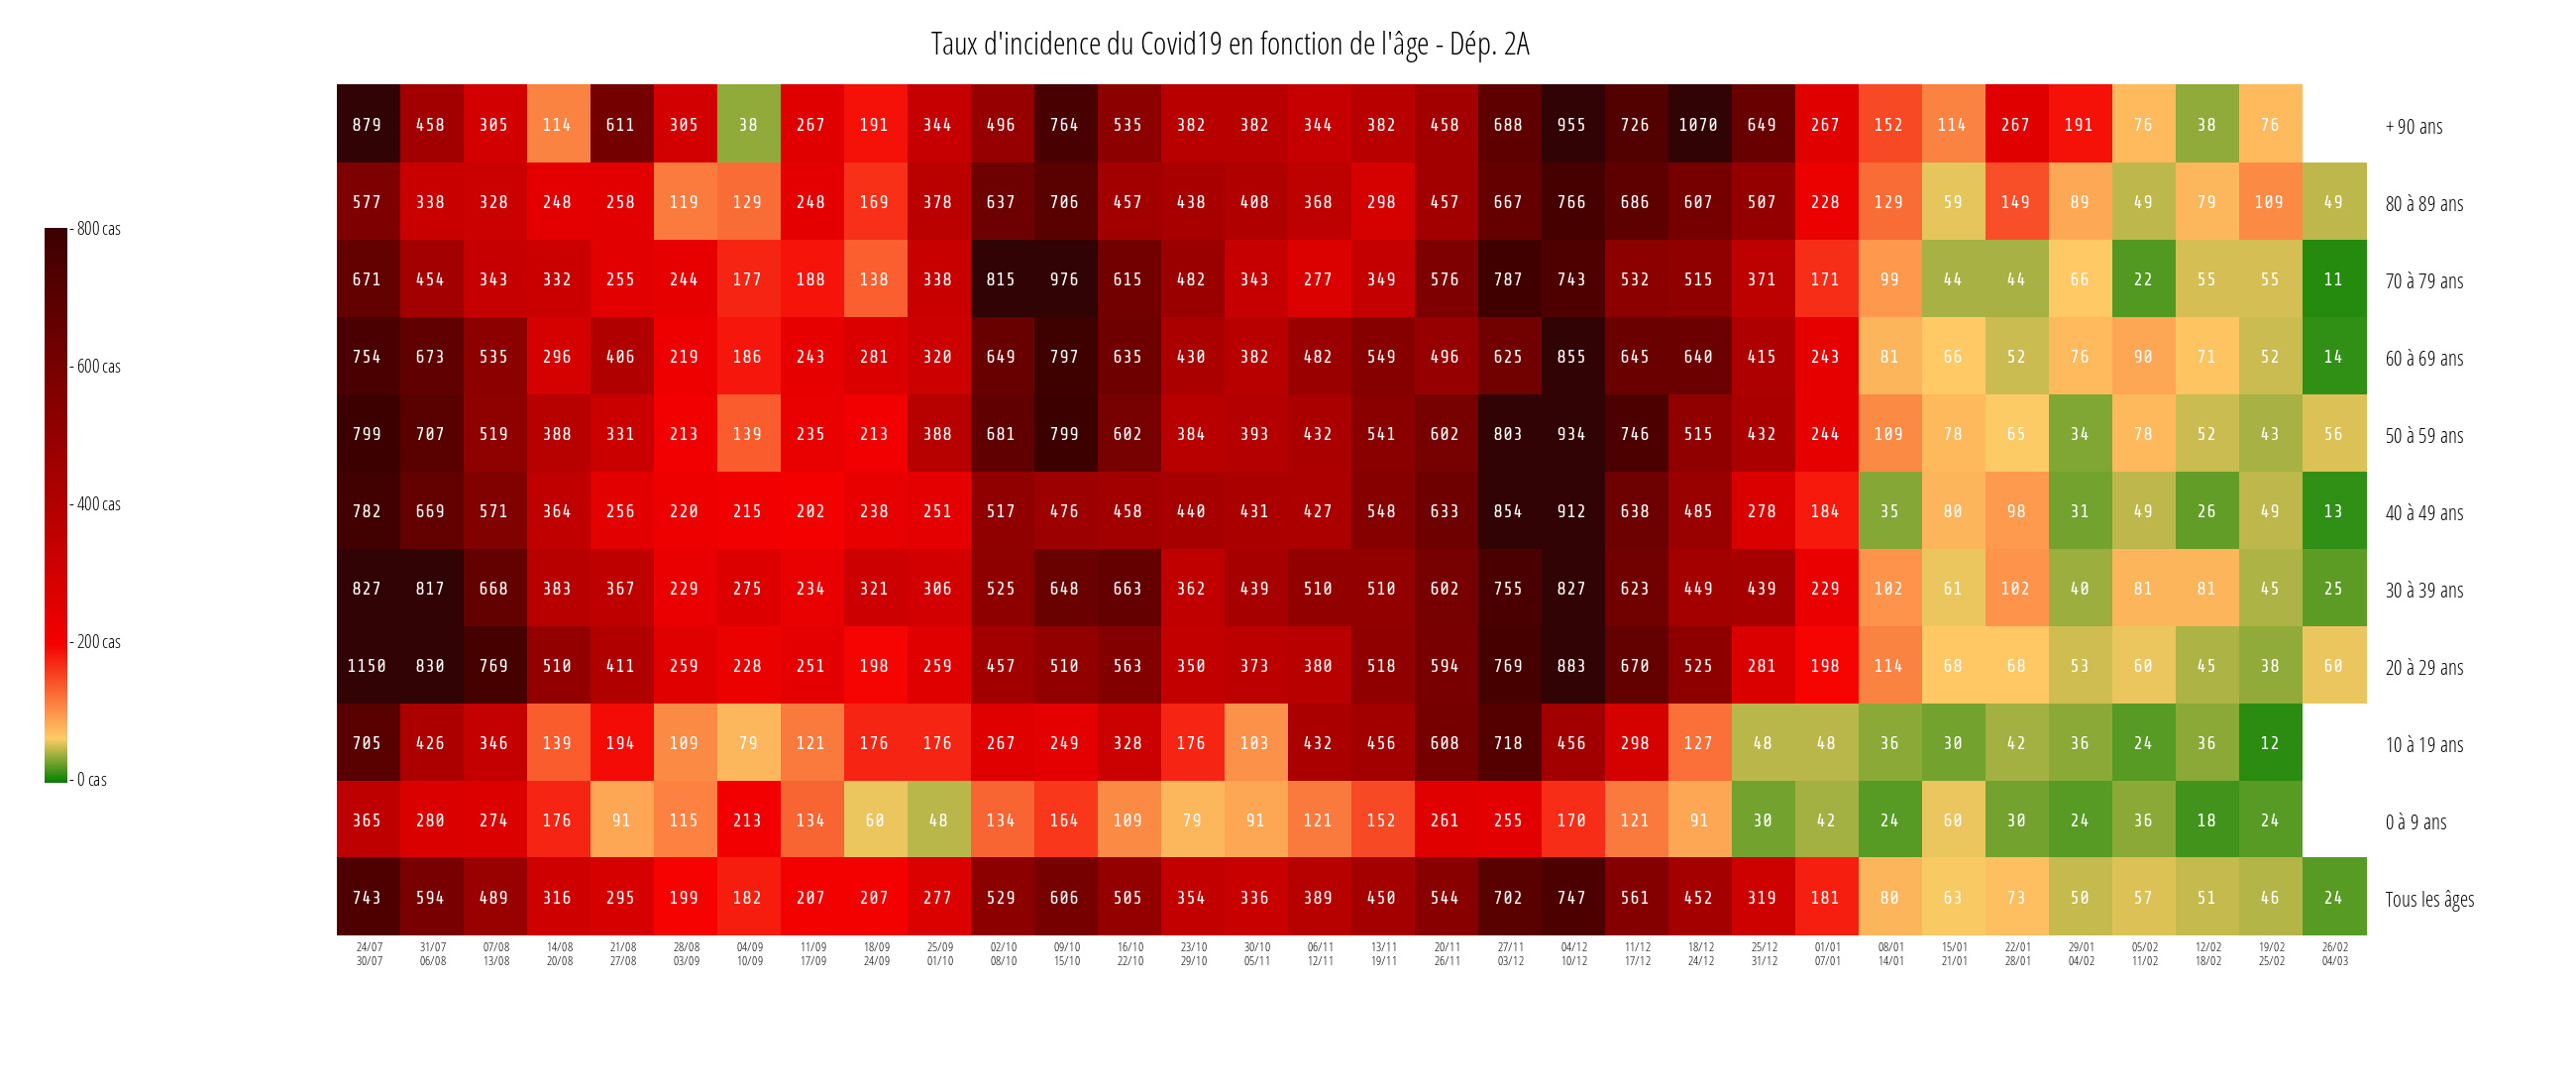 Taux d'incidence du Covid19 en fonction de l'âge - Dép. 2A
879 458 305 114 611 305 38 267 191 344 496 764 535 382 382 344 382 458 688 955 726 1070 649 267 152 114 267 191 76 38 76 + 90 ans
577 338 328 248 258 119 129 248 169 378 637 706 457 438 408 368 298 457 667 766 686 607 507 228 129 59 149 89 49 79 109 49 80 à 89 ans
- 800 cas
671 454 343 332 255 244 177 188 138 338 815 976 615 482 343 277 349 576 787 743 532 515 371 171 99 44 44 66 22 55 55 11 70 à 79 ans
754 673 535 296 406 219 186 243 281 320 649 797 635 430 382 482 549 496 625 855 645 640 415 243 81 66 52 76 90 71 52 14 60 à 69 ans
- 600 cas
799 707 519 388 331 213 139 235 213 388 681 799 602 384 393 432 541 602 803 934 746 515 432 244 109 78 65 34 78 52 43 56 50 à 59 ans
- 400 cas
782 669 571 364 256 220 215 202 238 251 517 476 458 440 431 427 548 633 854 912 638 485 278 184 35 80 98 31 49 26 49 13 40 à 49 ans
827 817 668 383 367 229 275 234 321 306 525 648 663 362 439 510 510 602 755 827 623 449 439 229 102 61 102 40 81 81 45 25 30 à 39 ans
- 200 cas
1150 830 769 510 411 259 228 251 198 259 457 510 563 350 373 380 518 594 769 883 670 525 281 198 114 68 68 53 60 45 38 60 20 à 29 ans
705 426 346 139 194 109 79 121 176 176 267 249 328 176 103 432 456 608 718 456 298 127 48 48 36 30 42 36 24 36 12 10 à 19 ans
- 0 cas
365 280 274 176 91 115 213 134 60 48 134 164 109 79 91 121 152 261 255 170 121 91 30 42 24 60 30 24 36 18 24 0 à 9 ans
743 594 489 316 295 199 182 207 207 277 529 606 505 354 336 389 450 544 702 747 561 452 319 181 80 63 73 50 57 51 46 24 Tous les âges
24/07 31/07 07/08 14/08 21/08 28/08 04/09 11/09 18/09 25/09 02/10 09/10 16/10 23/10 30/10 06/11 13/11 20/11 27/11 04/12 11/12 18/12 25/12 01/01 08/01 15/01 22/01 29/01 05/02 12/02 19/02 26/02
30/07 06/08 13/08 20/08 27/08 03/09 10/09 17/09 24/09 01/10 08/10 15/10 22/10 29/10 05/11 12/11 19/11 26/11 03/12 10/12 17/12 24/12 31/12 07/01 14/01 21/01 28/01 04/02 11/02 18/02 25/02 04/03